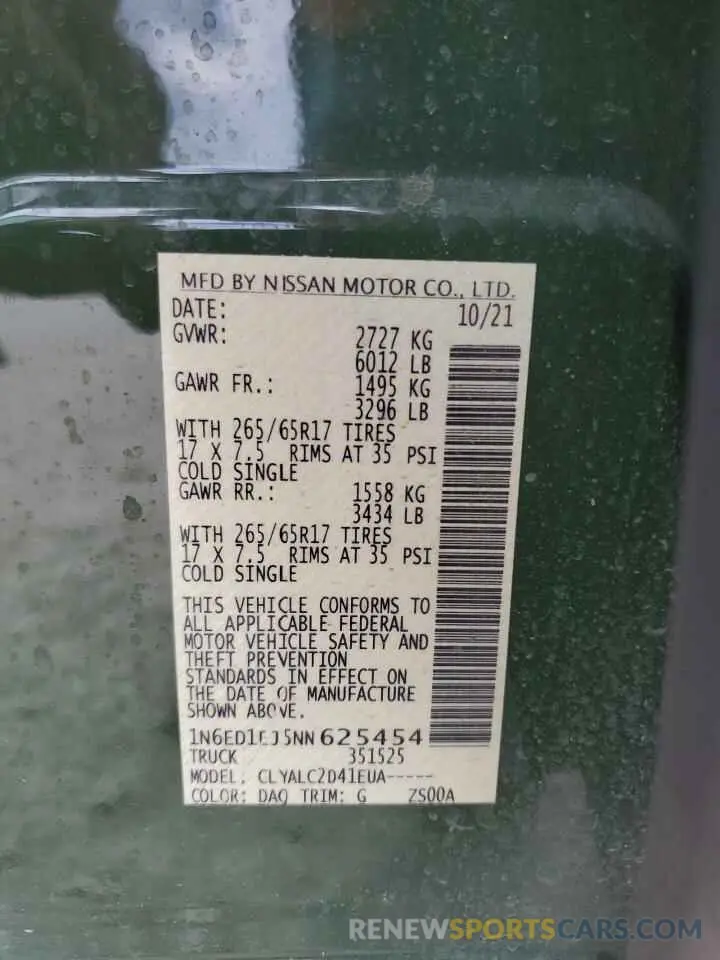 MFD BY NISSAN MOTOR CO., LTD.
DATE: 10/21
GVWR: 2727 KG
6012 LB
GAWR FR.: 1495 KG
3296 LB
WITH 265/65R17 TIRES
17 X 7.5 RIMS AT 35 PSI
COLD SINGLE
GAWR RR.: 1558 KG
3434 LB
WITH 265/65R17 TIRES
17 X 7.5 RIMS AT 35 PSI
COLD SINGLE
THIS VEHICLE CONFORMS TO
ALL APPLICABLE FEDERAL
MOTOR VEHICLE SAFETY AND
THEFT PREVENTION
STANDARDS IN EFFECT ON
THE DATE OF MANUFACTURE
SHOWN ABOVE.
625454
TRUCK 351525
MODEL: CLYALC2D41EUA-----
COLOR: DAQ TRIM: G ZS00A
RENEWSPORTSCARS.COM